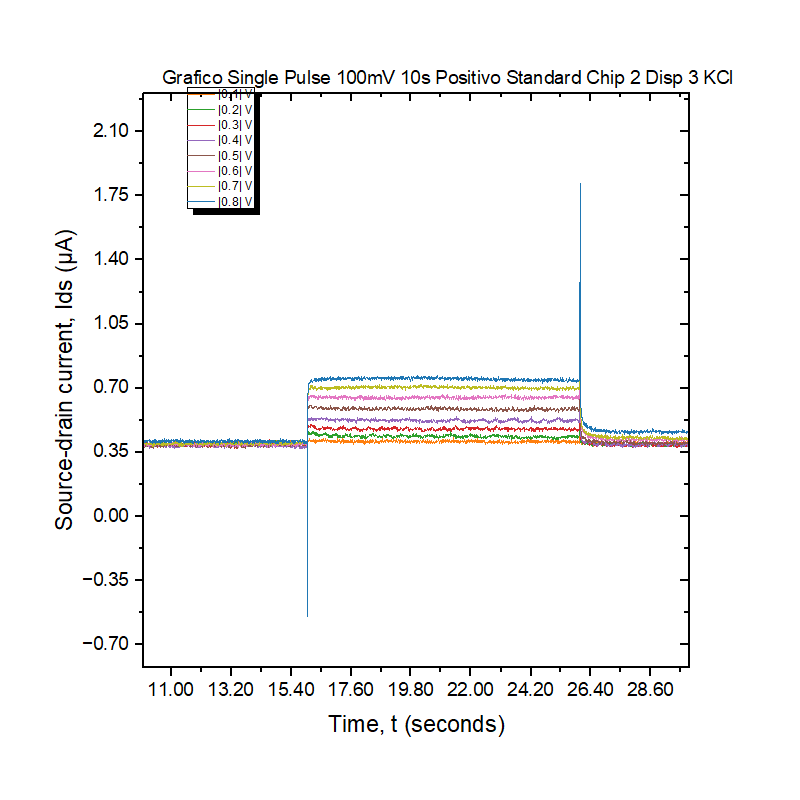 Grafico Single Pulse 100mV 10s Positivo Standard Chip 2 Disp 3 KCl
|0.1| V
|0.2| V
|0.3| V
|0.4| V
|0.5| V
|0.6| V
|0.7| V
|0.8| V
2.10
1.75
1.40
1.05
0.70
0.35
0.00
−0.35
−0.70
Source-drain current, Ids (μA)
11.00 13.20 15.40 17.60 19.80 22.00 24.20 26.40 28.60
Time, t (seconds)